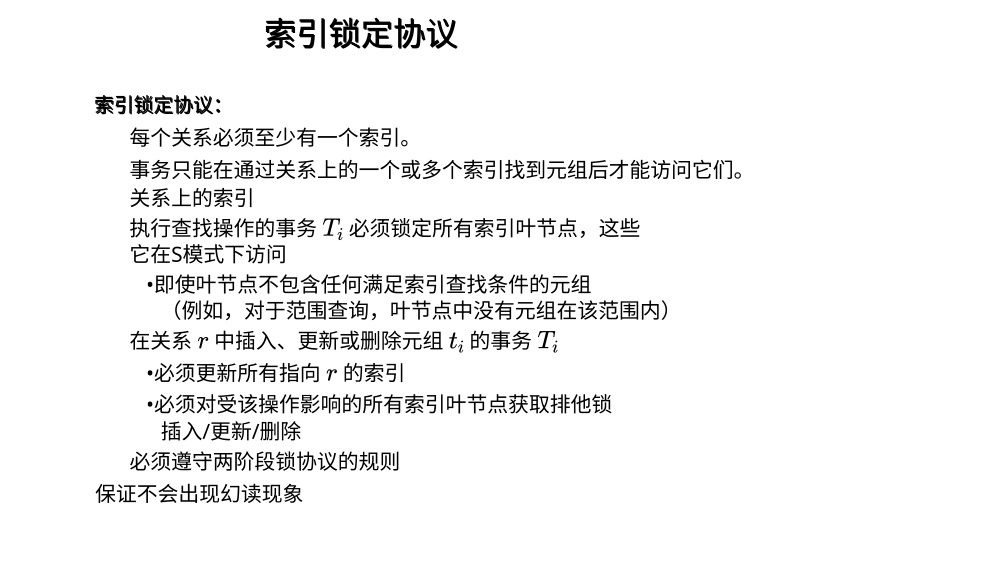 索引锁定协议
索引锁定协议：
每个关系必须至少有一个索引。
事务只能在通过关系上的一个或多个索引找到元组后才能访问它们。
关系上的索引
执行查找操作的事务 $T_i$ 必须锁定所有索引叶节点，这些
它在S模式下访问
•即使叶节点不包含任何满足索引查找条件的元组
（例如，对于范围查询，叶节点中没有元组在该范围内）
在关系 $r$ 中插入、更新或删除元组 $t_i$ 的事务 $T_i$
•必须更新所有指向 $r$ 的索引
•必须对受该操作影响的所有索引叶节点获取排他锁
插入/更新/删除
必须遵守两阶段锁协议的规则
保证不会出现幻读现象